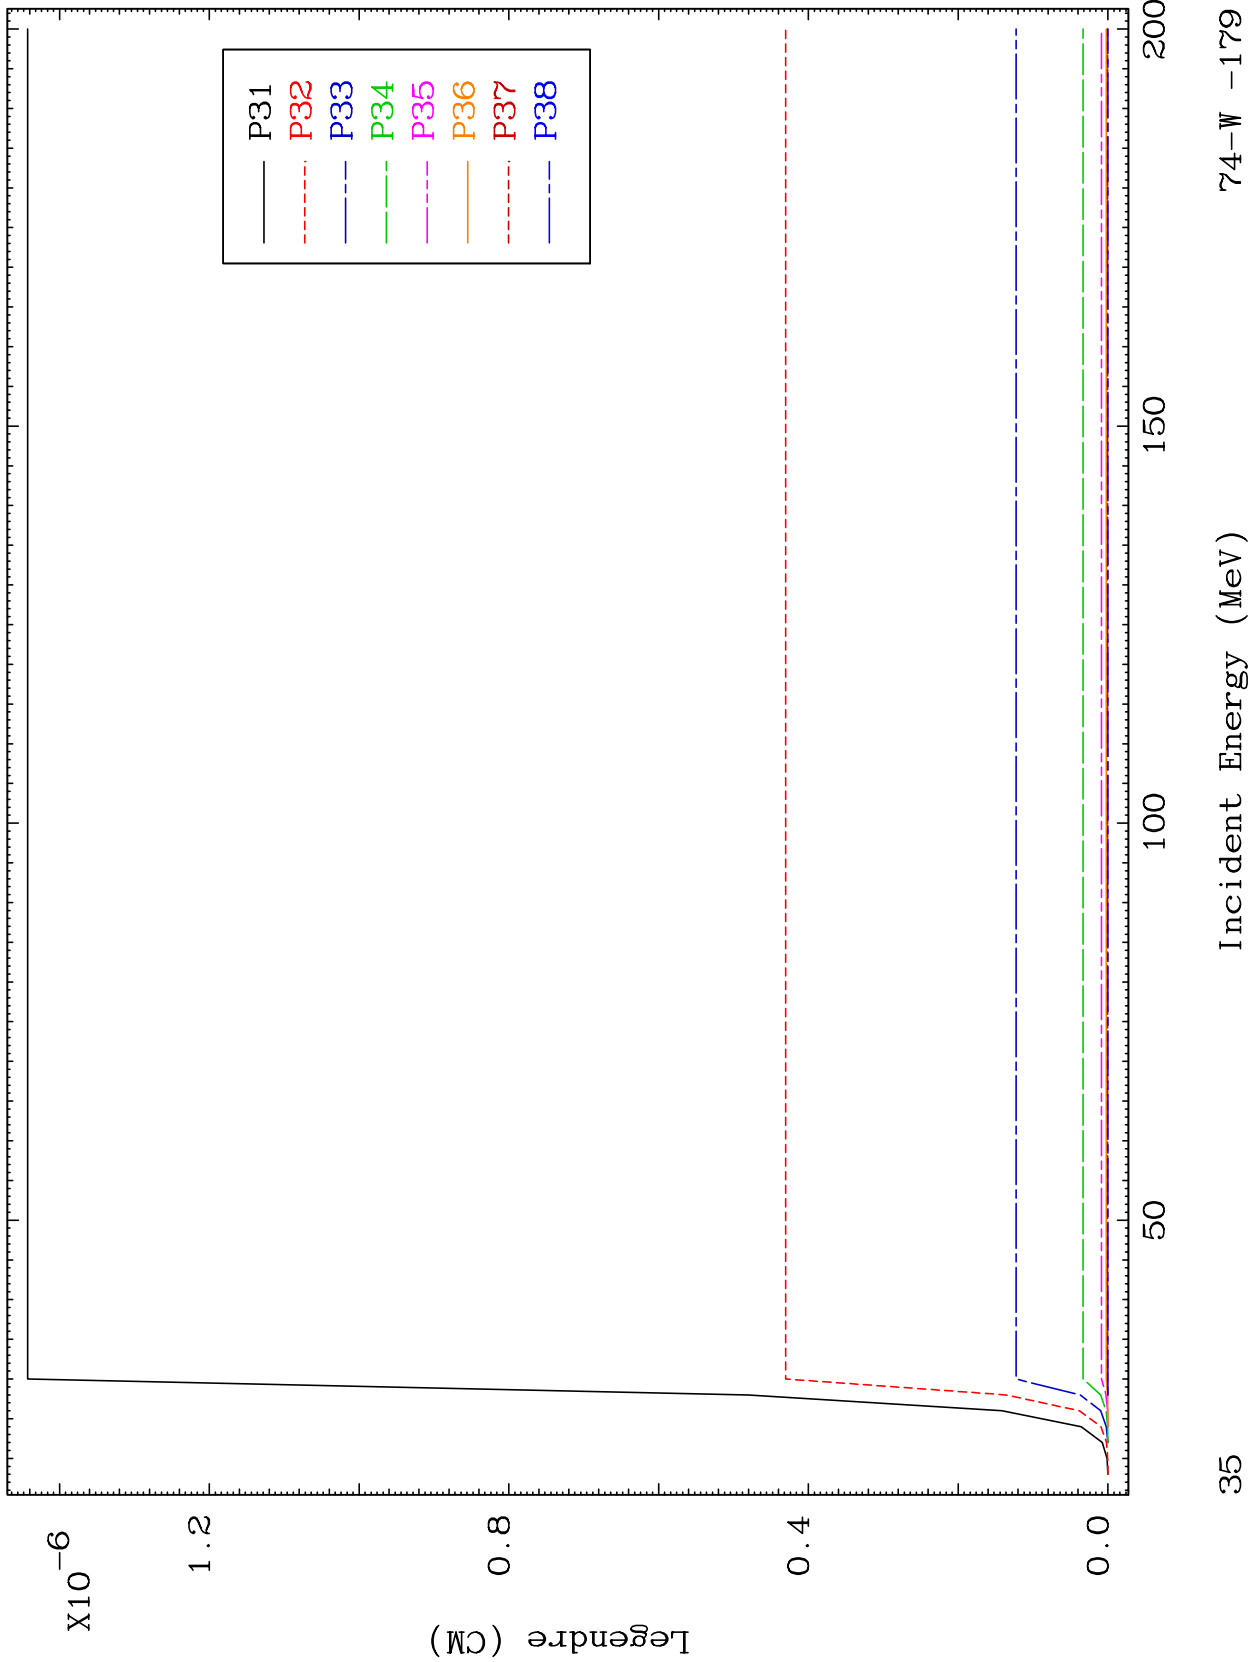 X10⁻⁶
1.2
0.8
0.4
0.0
Legendre (CM)
P31
P32
P33
P34
P35
P36
P37
P38
50
100
150
200
35
Incident Energy (MeV)
74-W -179